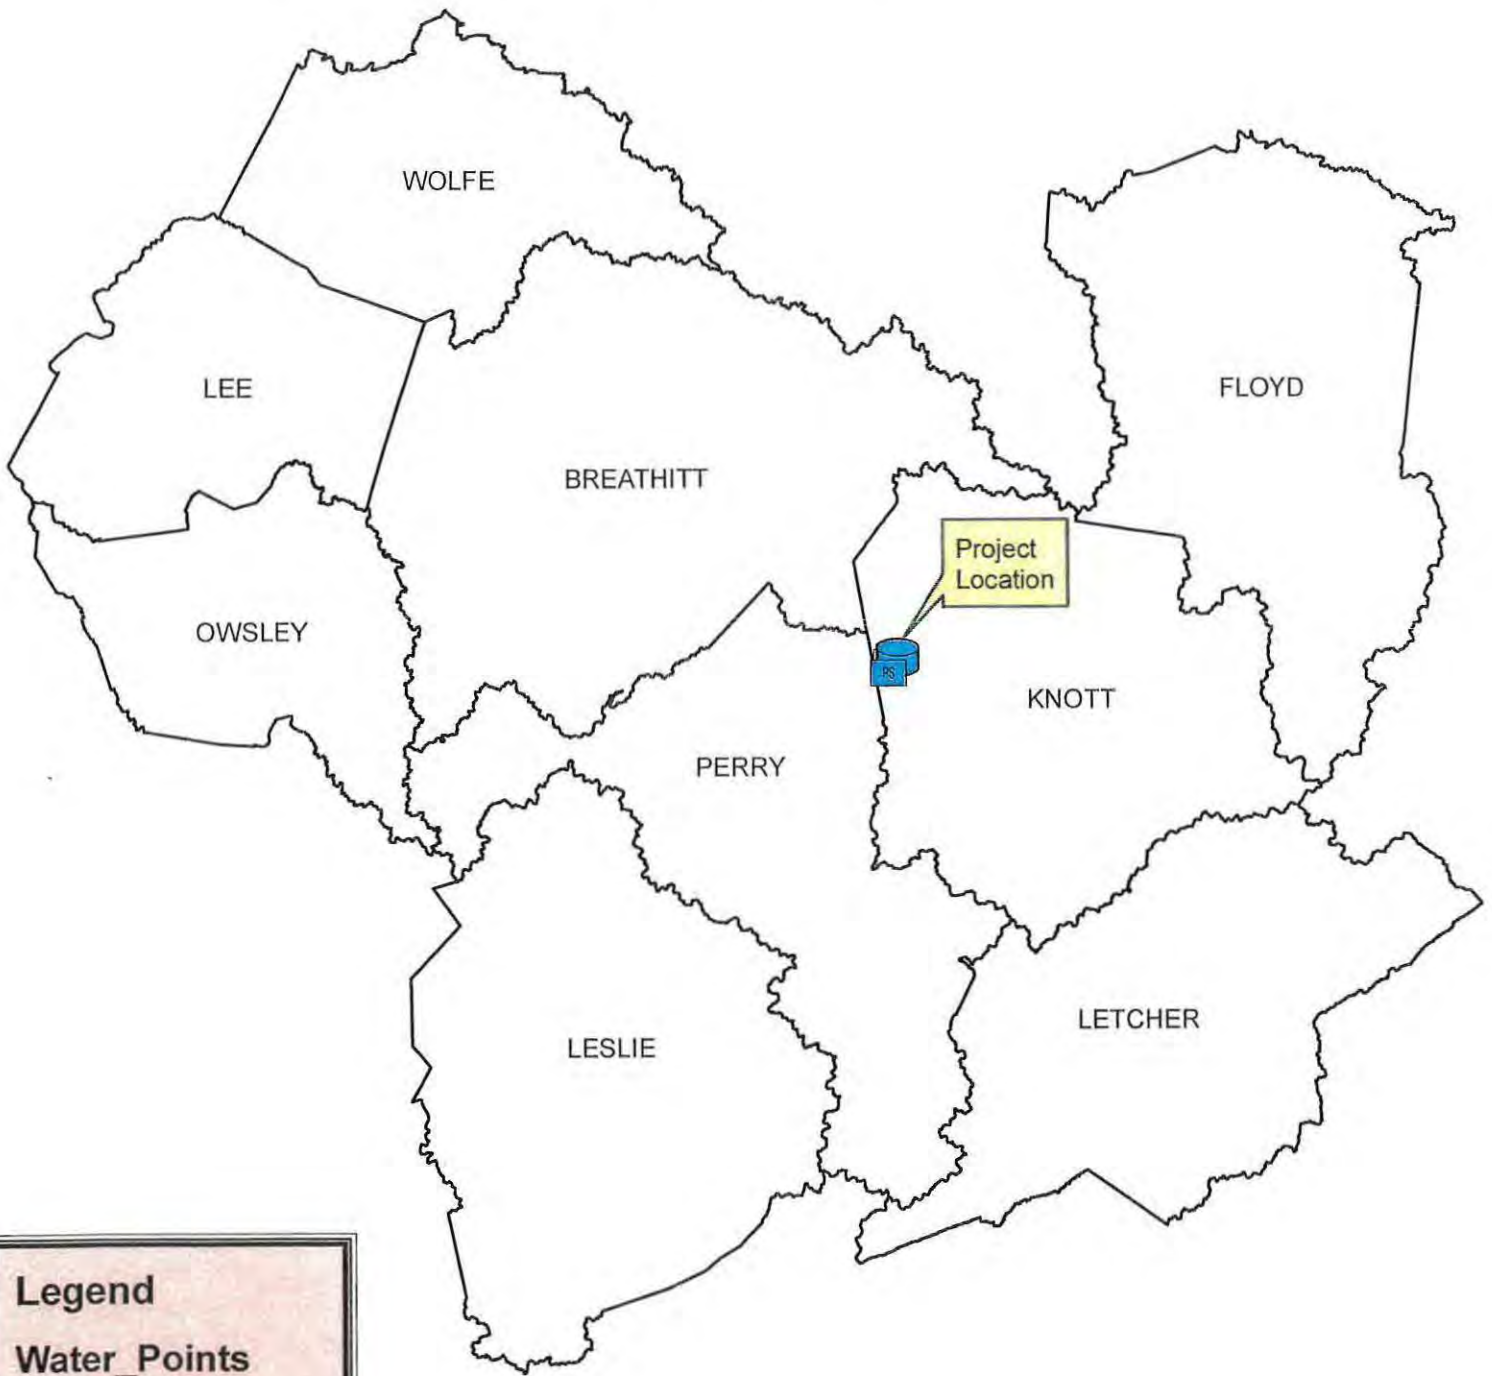 WOLFE
LEE
FLOYD
BREATHITT
Project
Location
OWSLEY
PS
KNOTT
PERRY
LETCHER
LESLIE
Legend
Water_Points